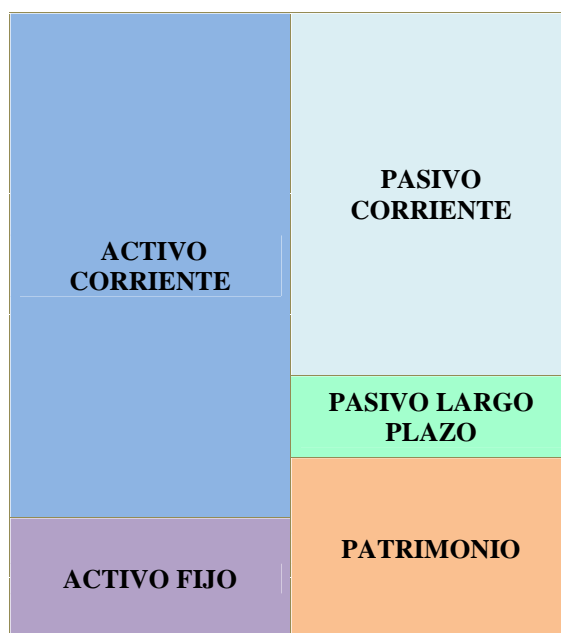 ACTIVO
CORRIENTE
ACTIVO FIJO
PASIVO
CORRIENTE
PASIVO LARGO
PLAZO
PATRIMONIO